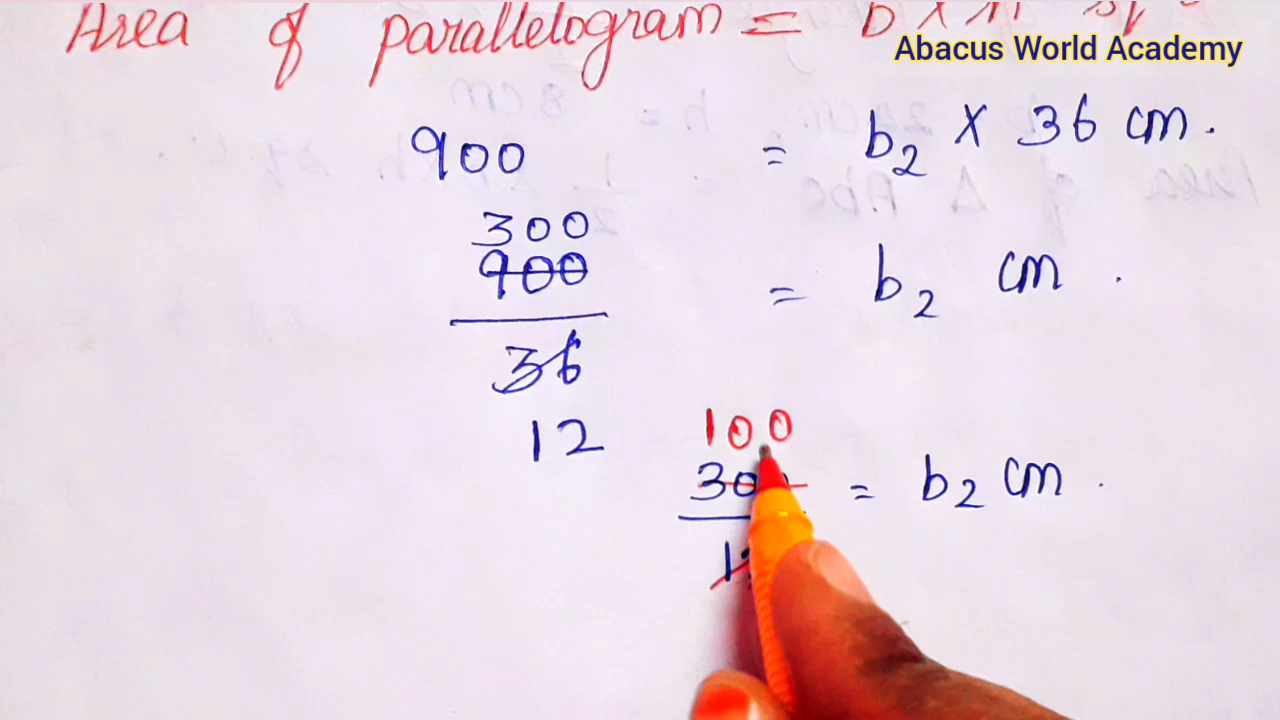 Area of parallelogram = b x h
Abacus World Academy
900 = b2 x 36 cm.
300
900 = b2 cm .
36
12
100
300 = b2 cm .